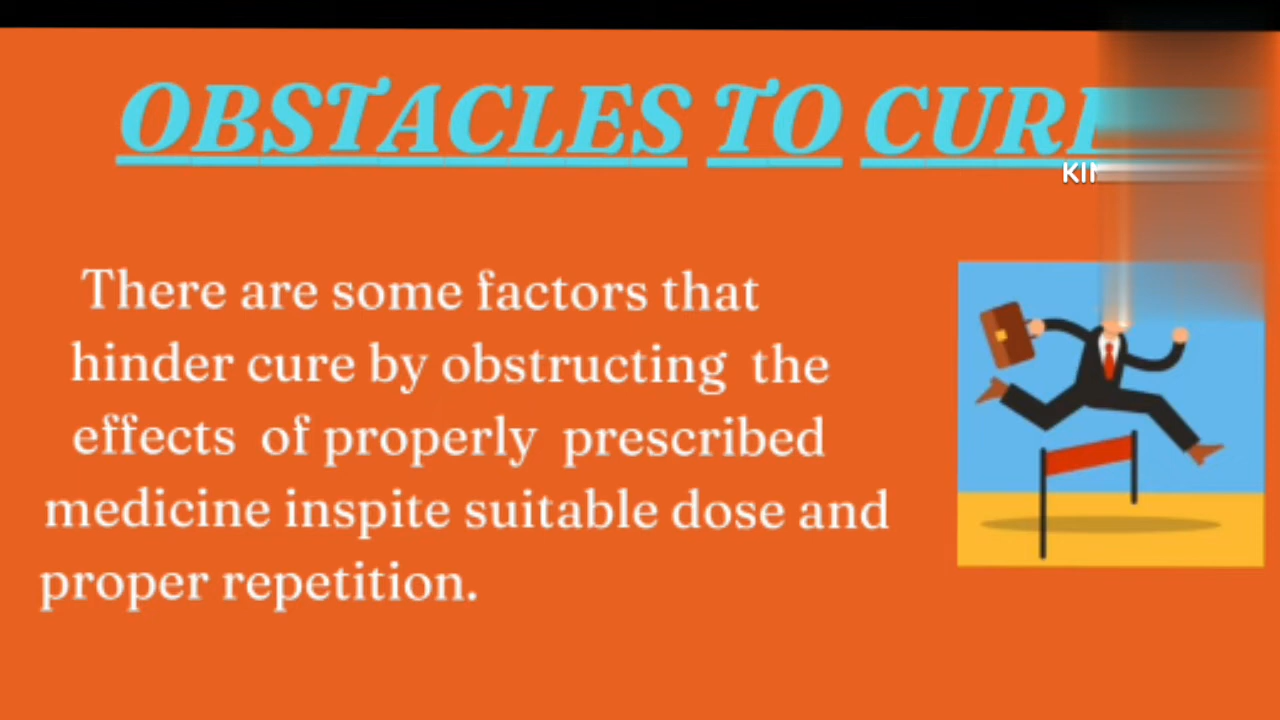 OBSTACLES TO CURE
There are some factors that
hinder cure by obstructing the
effects of properly prescribed
medicine inspite suitable dose and
proper repetition.